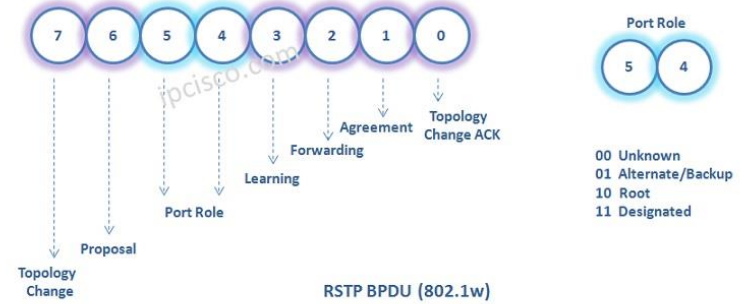 7 6 5 4 3 2 1 0
ipcisco.com
Topology
Change ACK
Agreement
Forwarding
Learning
Port Role
Proposal
Topology
Change
RSTP BPDU (802.1w)
Port Role
5 4
00 Unknown
01 Alternate/Backup
10 Root
11 Designated